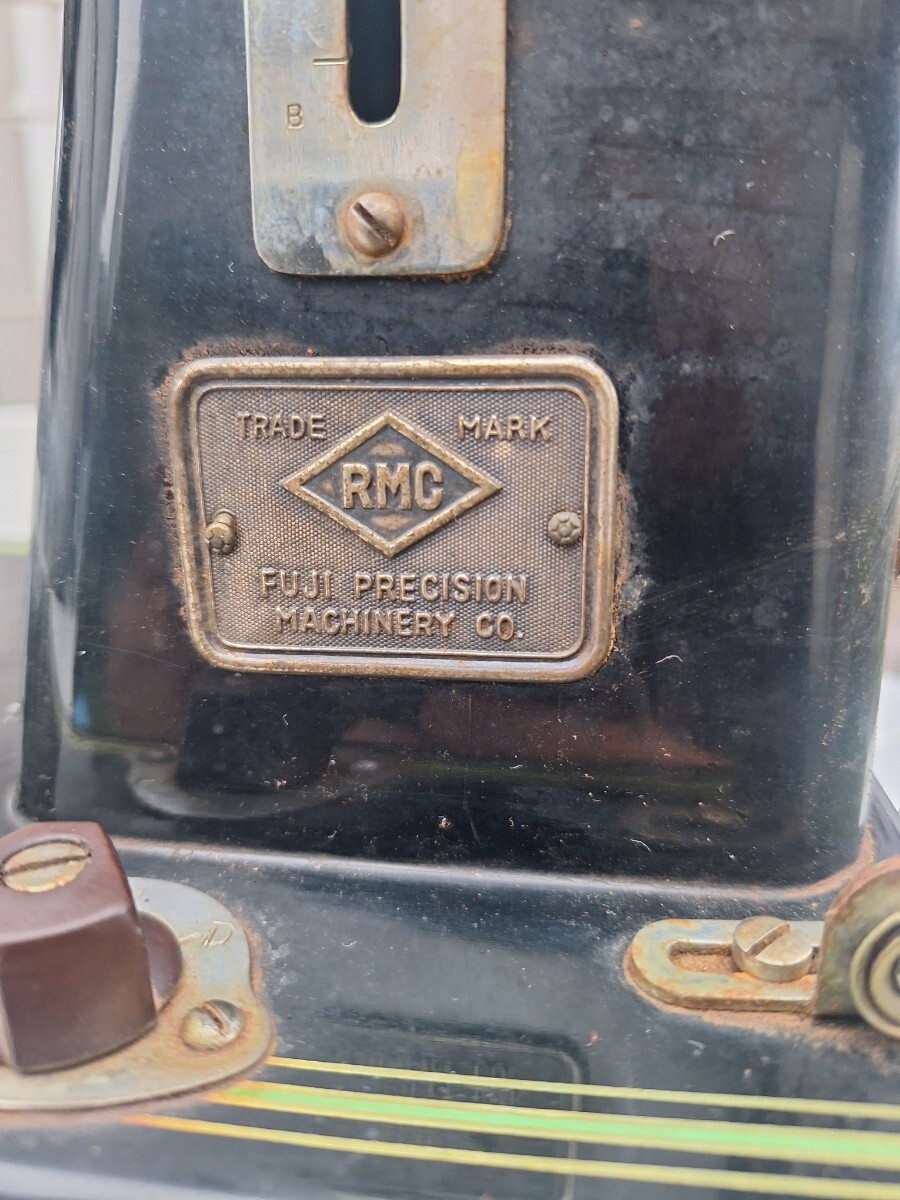 B
TRADE MARK
RMC
FUJI PRECISION
MACHINERY CO.
D